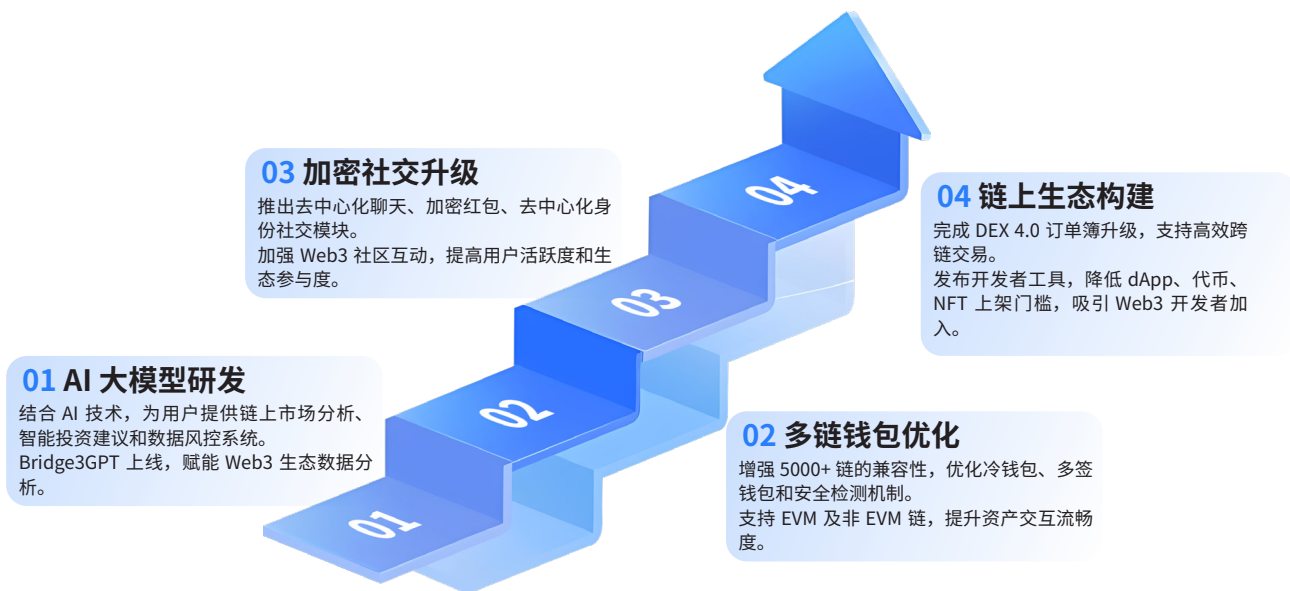 03 加密社交升级
推出去中心化聊天、加密红包、去中心化身
份社交模块。
加强 Web3 社区互动，提高用户活跃度和生
态参与度。
04 链上生态构建
完成 DEX 4.0 订单簿升级，支持高效跨
链交易。
发布开发者工具，降低 dApp、代币、
NFT 上架门槛，吸引 Web3 开发者加
入。
01 AI 大模型研发
结合 AI 技术，为用户提供链上市场分析、
智能投资建议和数据风控系统。
Bridge3GPT 上线，赋能 Web3 生态数据分
析。
02 多链钱包优化
增强 5000+ 链的兼容性，优化冷钱包、多签
钱包和安全检测机制。
支持 EVM 及非 EVM 链，提升资产交互流畅
度。
04
03
02
01